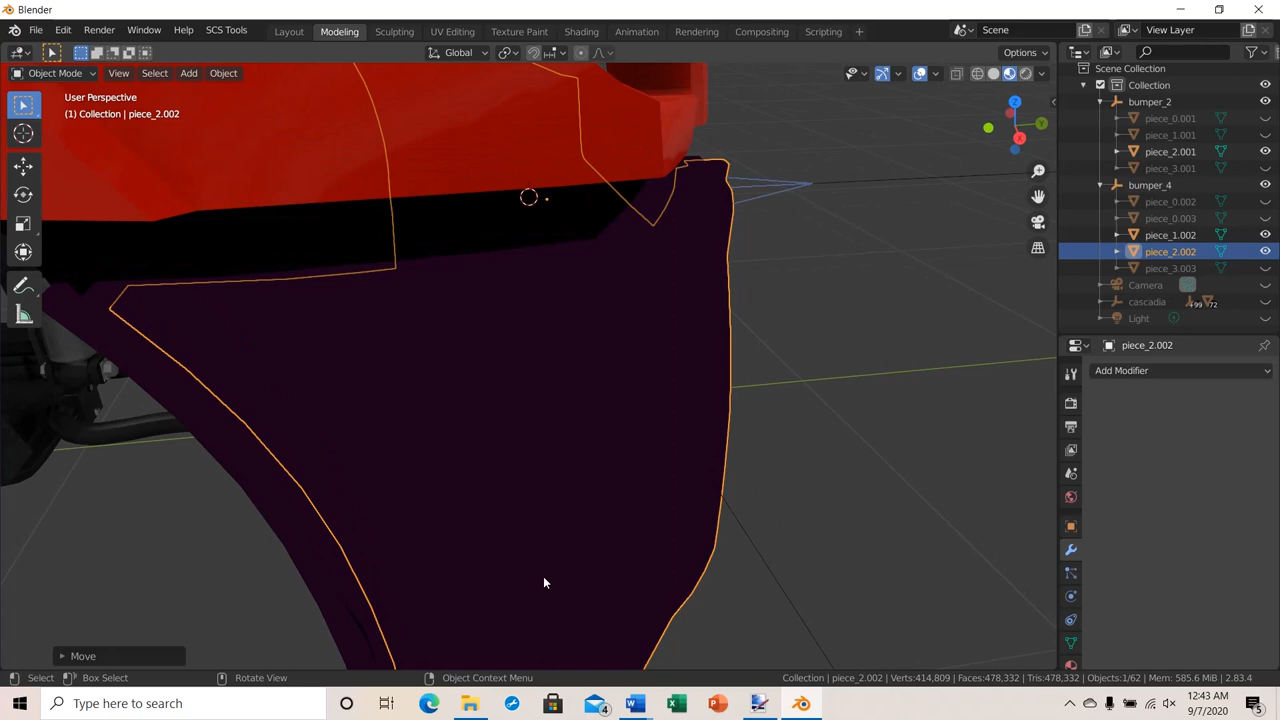 Blender
File Edit Render Window Help SCS Tools
Layout Modeling Sculpting UV Editing Texture Paint Shading Animation Rendering Compositing Scripting +
Scene View Layer
Global Options
Object Mode View Select Add Object
User Perspective
(1) Collection | piece_2.002
Z
Y
X
Scene Collection
Collection
bumper_2
piece_0.001
piece_1.001
piece_2.001
piece_3.001
bumper_4
piece_0.002
piece_0.003
piece_1.002
piece_2.002
piece_3.003
Camera
cascadia +99 72
Light
piece_2.002
Add Modifier
Move
Select Box Select Rotate View Object Context Menu
Collection | piece_2.002 | Verts:414,809 | Faces:478,332 | Tris:478,332 | Objects:1/62 | Mem: 585.6 MiB | 2.83.4
Type here to search
4
12:43 AM
9/7/2020
5